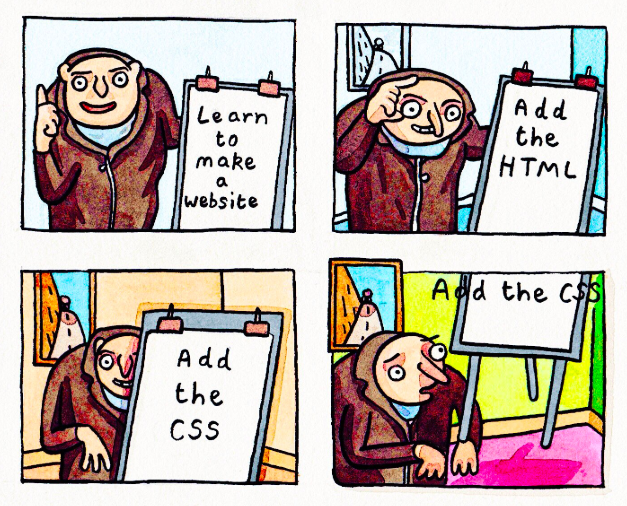 Learn
to
make
a
website
Add
the
HTML
Add
the
CSS
Add the CSS